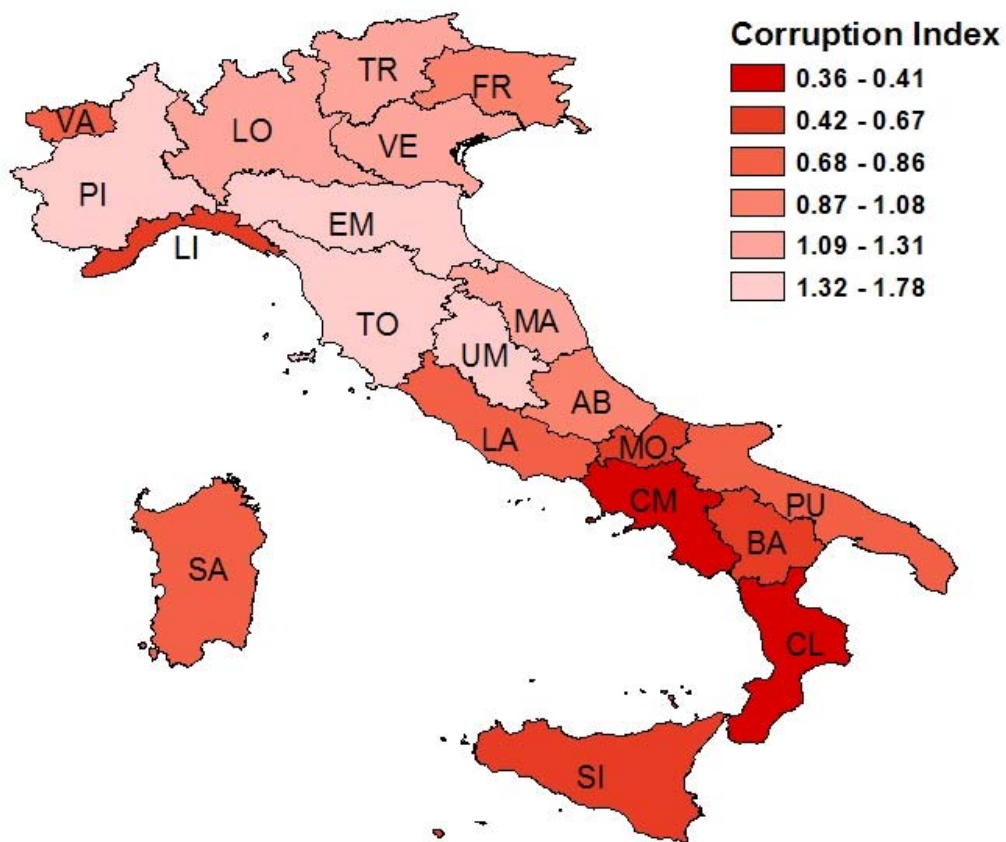 Corruption Index
0.36 - 0.41
0.42 - 0.67
0.68 - 0.86
0.87 - 1.08
1.09 - 1.31
1.32 - 1.78
TR
FR
VA
LO
VE
PI
EM
LI
TO
MA
UM
AB
LA
MO
CM
PU
BA
SA
CL
SI